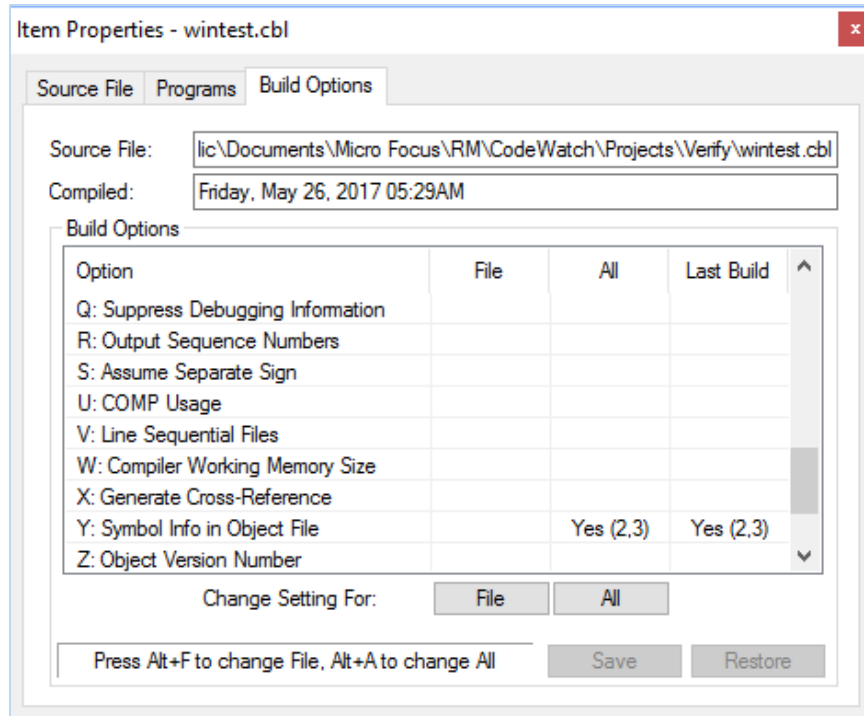 Item Properties - wintest.cbl x
Source File Programs Build Options
Source File: lic\Documents\Micro Focus\RM\CodeWatch\Projects\Verify\wintest.cbl
Compiled: Friday, May 26, 2017 05:29AM
Build Options
Option File All Last Build
Q: Suppress Debugging Information
R: Output Sequence Numbers
S: Assume Separate Sign
U: COMP Usage
V: Line Sequential Files
W: Compiler Working Memory Size
X: Generate Cross-Reference
Y: Symbol Info in Object File Yes (2,3) Yes (2,3)
Z: Object Version Number
Change Setting For: File All
Press Alt+F to change File, Alt+A to change All Save Restore